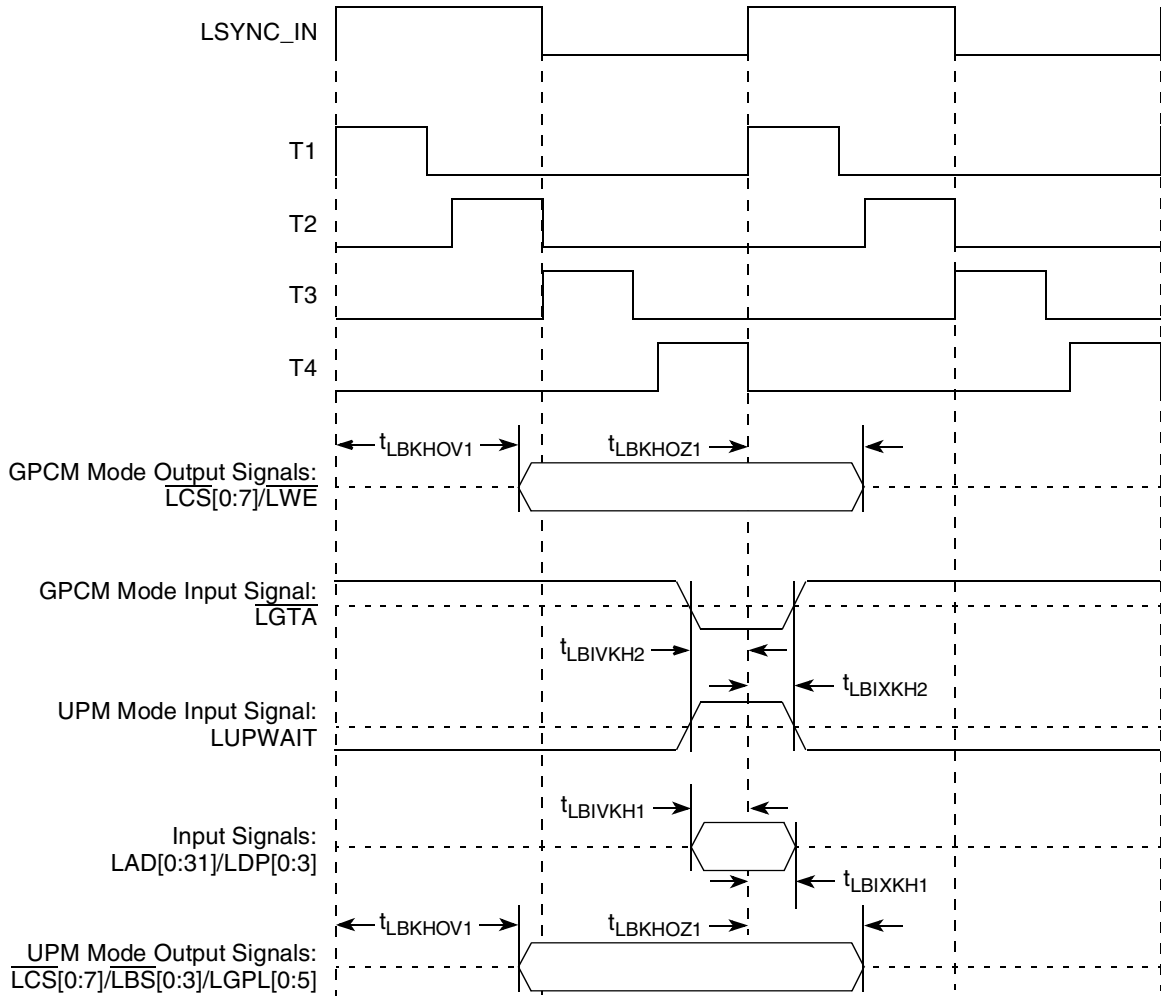 LSYNC_IN
T1
T2
T3
T4
tLBKHOV1
tLBKHOZ1
GPCM Mode Output Signals:
LCS[0:7]/LWE
GPCM Mode Input Signal:
LGTA
tLBIVKH2
tLBIXKH2
UPM Mode Input Signal:
LUPWAIT
tLBIVKH1
Input Signals:
LAD[0:31]/LDP[0:3]
tLBIXKH1
tLBKHOV1
tLBKHOZ1
UPM Mode Output Signals:
LCS[0:7]/LBS[0:3]/LGPL[0:5]